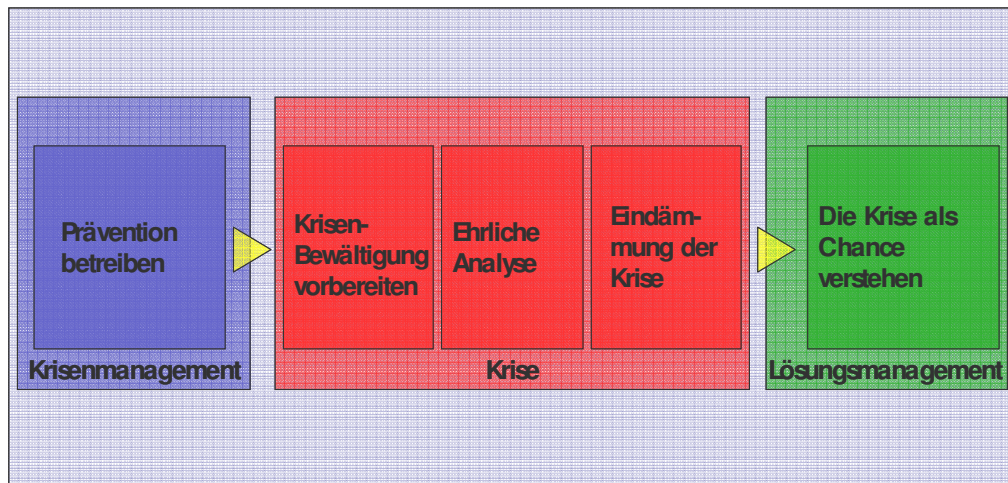 Prävention
betreiben
Krisenmanagement
Krisen-
Bewältigung
vorbereiten
Ehrliche
Analyse
Eindäm-
mung der
Krise
Krise
Die Krise als
Chance
verstehen
Lösungsmanagement